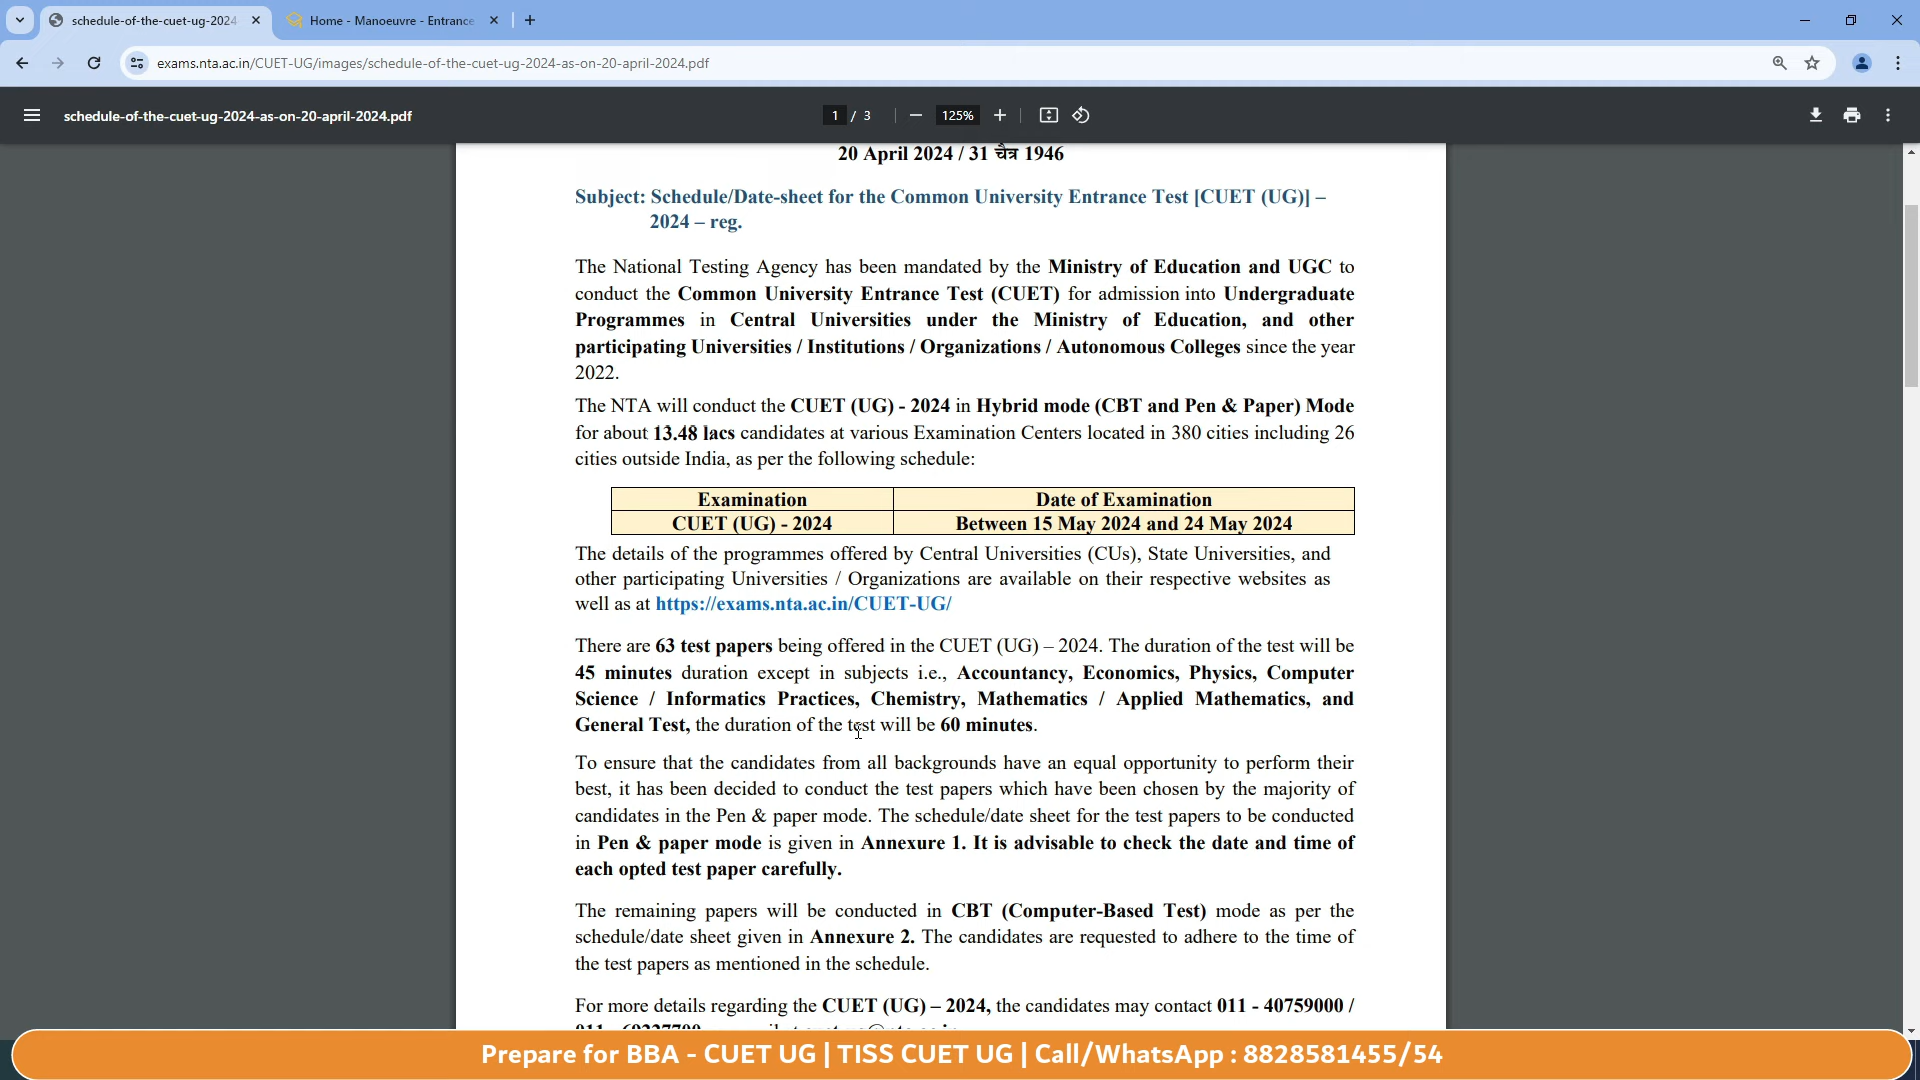 schedule-of-the-cuet-ug-2024
Home - Manoeuvre - Entrance
exams.nta.ac.in/CUET-UG/images/schedule-of-the-cuet-ug-2024-as-on-20-april-2024.pdf
schedule-of-the-cuet-ug-2024-as-on-20-april-2024.pdf
1 / 3
125%
20 April 2024 / 31 चैत्र 1946
Subject: Schedule/Date-sheet for the Common University Entrance Test [CUET (UG)] –
2024 – reg.
The National Testing Agency has been mandated by the Ministry of Education and UGC to
conduct the Common University Entrance Test (CUET) for admission into Undergraduate
Programmes in Central Universities under the Ministry of Education, and other
participating Universities / Institutions / Organizations / Autonomous Colleges since the year
2022.
The NTA will conduct the CUET (UG) - 2024 in Hybrid mode (CBT and Pen & Paper) Mode
for about 13.48 lacs candidates at various Examination Centers located in 380 cities including 26
cities outside India, as per the following schedule:
Examination Date of Examination
CUET (UG) - 2024 Between 15 May 2024 and 24 May 2024
The details of the programmes offered by Central Universities (CUs), State Universities, and
other participating Universities / Organizations are available on their respective websites as
well as at https://exams.nta.ac.in/CUET-UG/
There are 63 test papers being offered in the CUET (UG) – 2024. The duration of the test will be
45 minutes duration except in subjects i.e., Accountancy, Economics, Physics, Computer
Science / Informatics Practices, Chemistry, Mathematics / Applied Mathematics, and
General Test, the duration of the test will be 60 minutes.
To ensure that the candidates from all backgrounds have an equal opportunity to perform their
best, it has been decided to conduct the test papers which have been chosen by the majority of
candidates in the Pen & paper mode. The schedule/date sheet for the test papers to be conducted
in Pen & paper mode is given in Annexure 1. It is advisable to check the date and time of
each opted test paper carefully.
The remaining papers will be conducted in CBT (Computer-Based Test) mode as per the
schedule/date sheet given in Annexure 2. The candidates are requested to adhere to the time of
the test papers as mentioned in the schedule.
For more details regarding the CUET (UG) – 2024, the candidates may contact 011 - 40759000 /
Prepare for BBA - CUET UG | TISS CUET UG | Call/WhatsApp : 8828581455/54